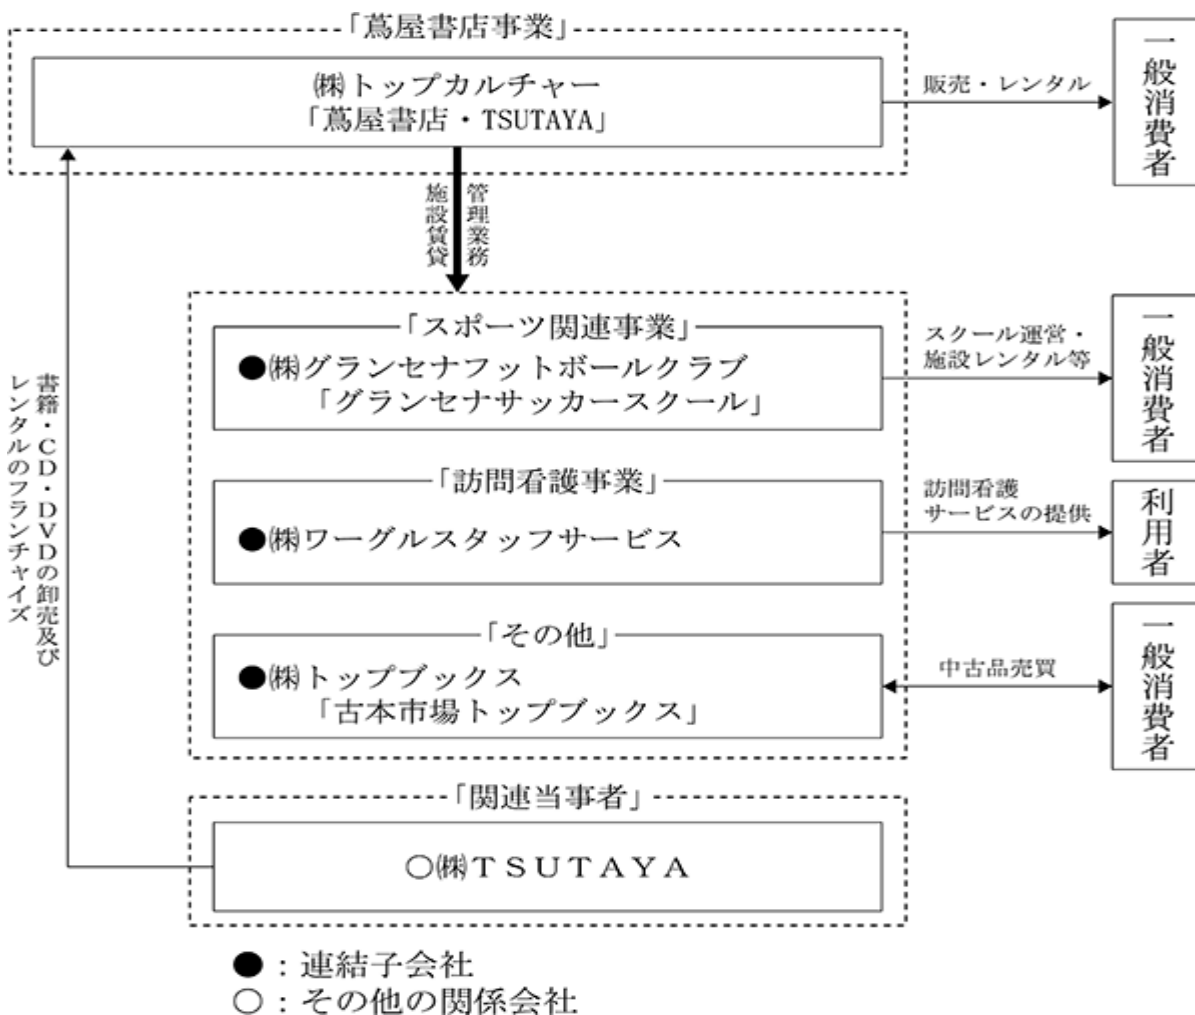 「蔦屋書店事業」
㈱トップカルチャー
「蔦屋書店・TSUTAYA」
販売・レンタル
一般消費者
管理業務
施設賃貸
「スポーツ関連事業」
●㈱グランセナフットボールクラブ
「グランセナサッカースクール」
スクール運営・
施設レンタル等
一般消費者
「訪問看護事業」
●㈱ワーグルスタッフサービス
訪問看護
サービスの提供
利用者
「その他」
●㈱トップブックス
「古本市場トップブックス」
中古品売買
一般消費者
書籍・CD・DVDの卸売及び
レンタルのフランチャイズ
「関連当事者」
○㈱ＴＳＵＴＡＹＡ
●：連結子会社
○：その他の関係会社